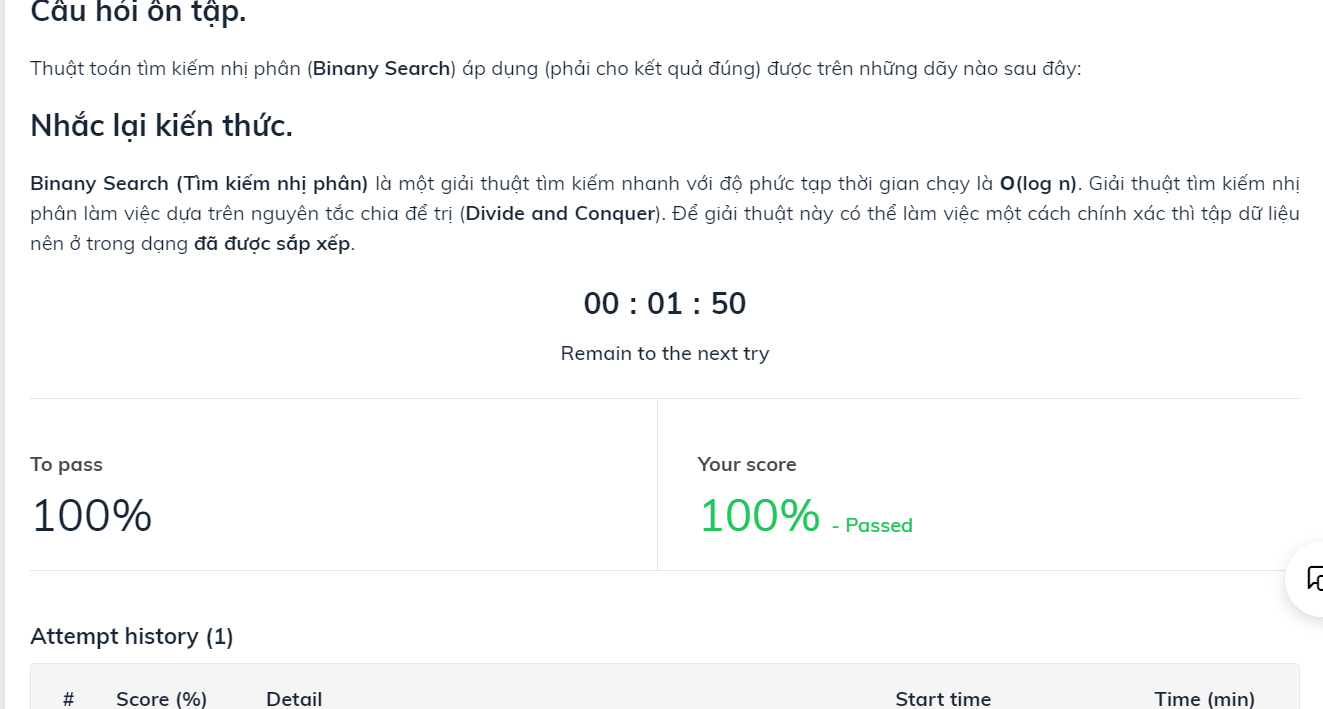 Câu hỏi ôn tập.
Thuật toán tìm kiếm nhị phân (Binany Search) áp dụng (phải cho kết quả đúng) được trên những dãy nào sau đây:
Nhắc lại kiến thức.
Binany Search (Tìm kiếm nhị phân) là một giải thuật tìm kiếm nhanh với độ phức tạp thời gian chạy là O(log n). Giải thuật tìm kiếm nhị
phân làm việc dựa trên nguyên tắc chia để trị (Divide and Conquer). Để giải thuật này có thể làm việc một cách chính xác thì tập dữ liệu
nên ở trong dạng đã được sắp xếp.
00 : 01 : 50
Remain to the next try
To pass
Your score
100%
100% - Passed
Attempt history (1)
# Score (%) Detail Start time Time (min)